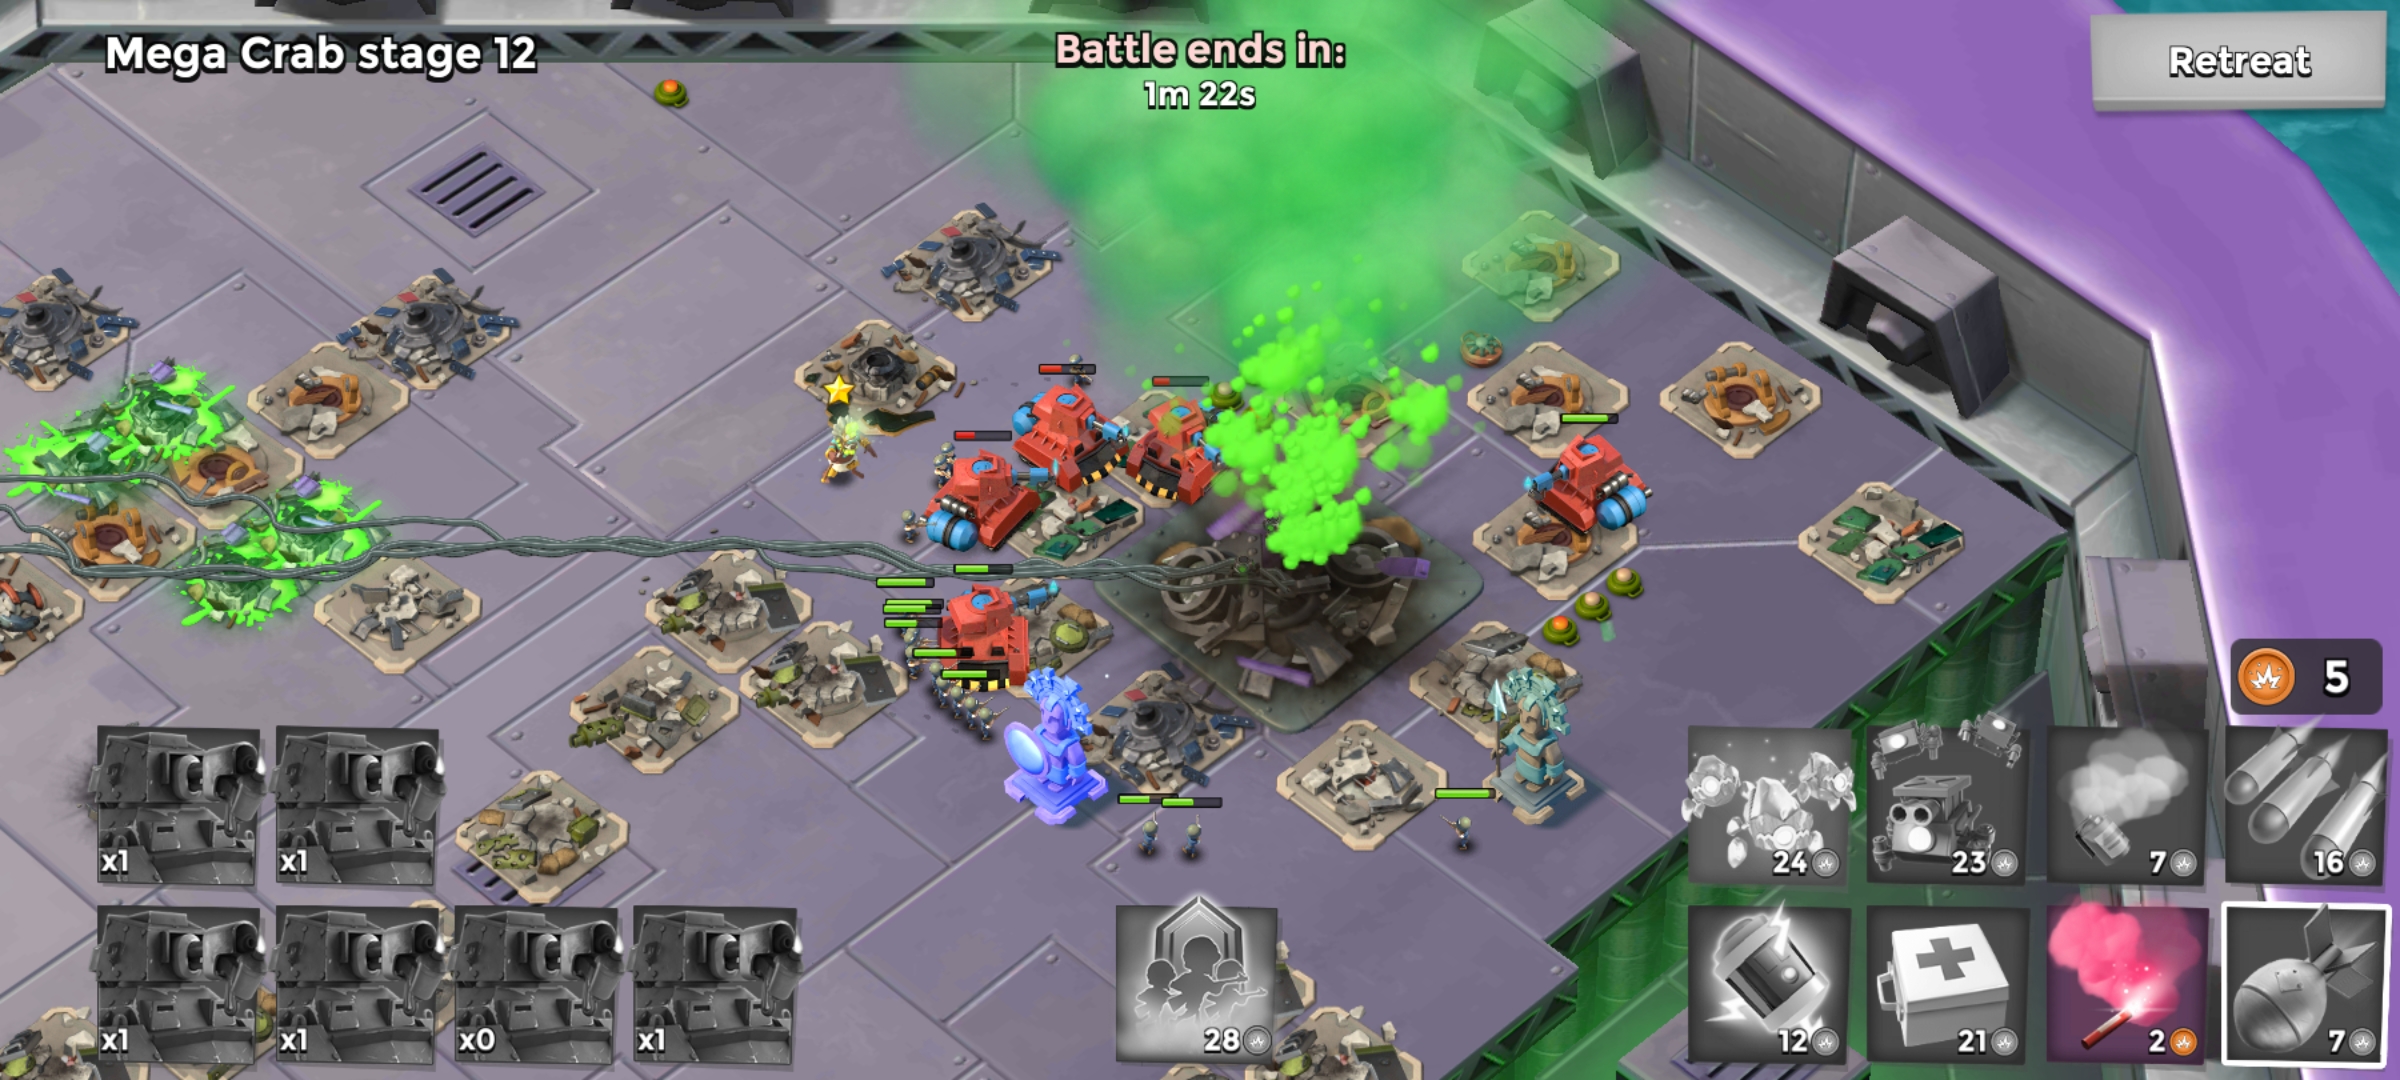 Mega Crab stage 12
Battle ends in:
1m 22s
Retreat
5
x1
x1
24
23
7
16
x1
x1
x0
x1
28
12
21
2
7